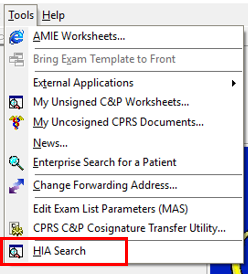 Tools Help
AMIE Worksheets...
Bring Exam Template to Front
External Applications
My Unsigned C&P Worksheets...
My Uncosigned CPRS Documents...
News...
Enterprise Search for a Patient
Change Forwarding Address...
Edit Exam List Parameters (MAS)
CPRS C&P Cosignature Transfer Utility...
HIA Search